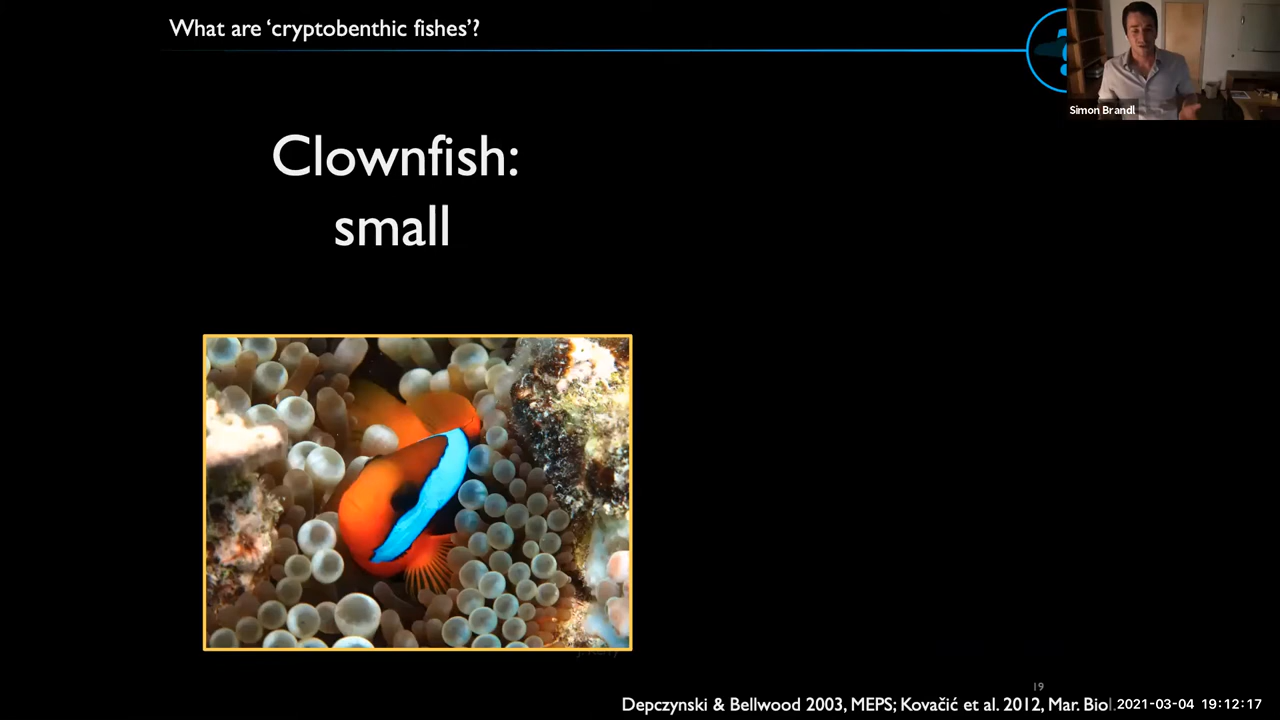 What are ‘cryptobenthic fishes’?
Simon Brandl
Clownfish:
small
19
Depczynski & Bellwood 2003, MEPS; Kovačić et al. 2012, Mar. Biol.
2021-03-04 19:12:17